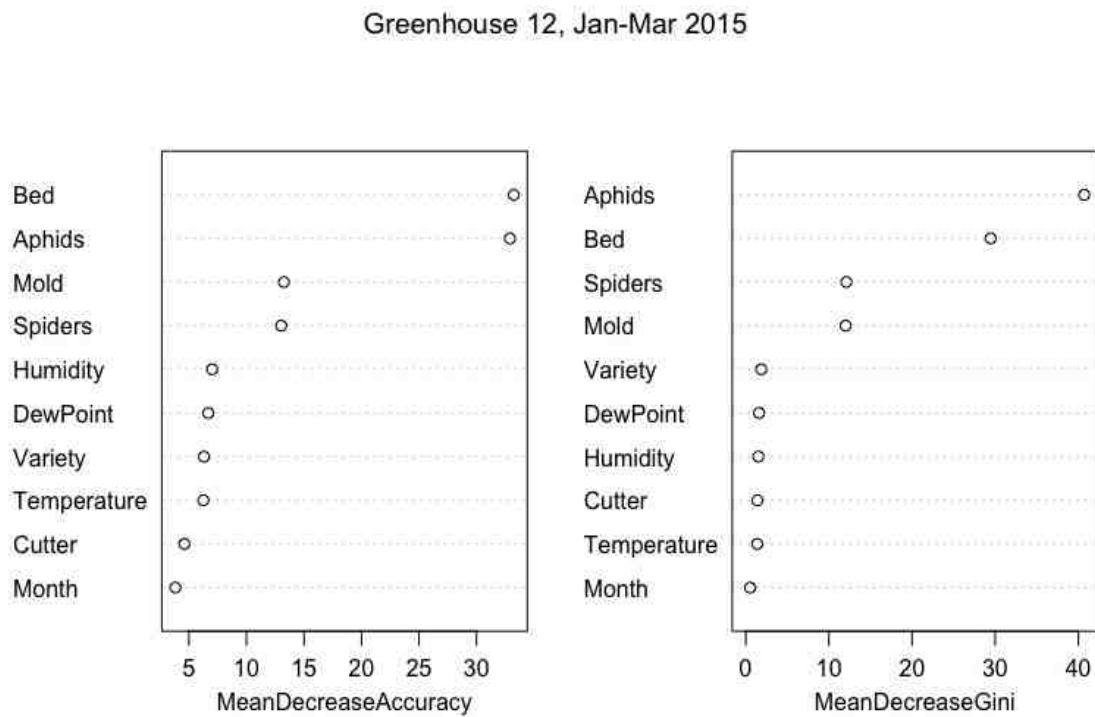 Greenhouse 12, Jan-Mar 2015
Bed
Aphids
Mold
Spiders
Humidity
DewPoint
Variety
Temperature
Cutter
Month
5 10 15 20 25 30
MeanDecreaseAccuracy
Aphids
Bed
Spiders
Mold
Variety
DewPoint
Humidity
Cutter
Temperature
Month
0 10 20 30 40
MeanDecreaseGini